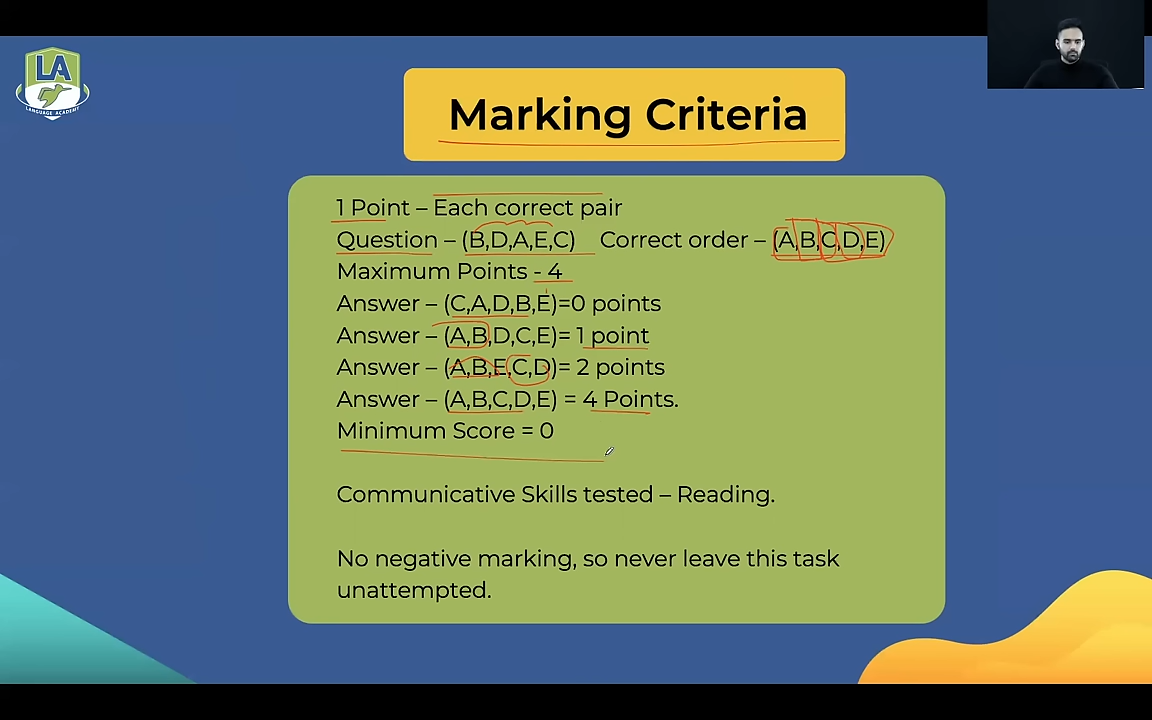 LA
LANGUAGE ACADEMY
Marking Criteria
1 Point – Each correct pair
Question – (B,D,A,E,C) Correct order – (A,B,C,D,E)
Maximum Points - 4
Answer – (C,A,D,B,E)=0 points
Answer – (A,B,D,C,E)= 1 point
Answer – (A,B,E,C,D)= 2 points
Answer – (A,B,C,D,E) = 4 Points.
Minimum Score = 0
Communicative Skills tested – Reading.
No negative marking, so never leave this task
unattempted.